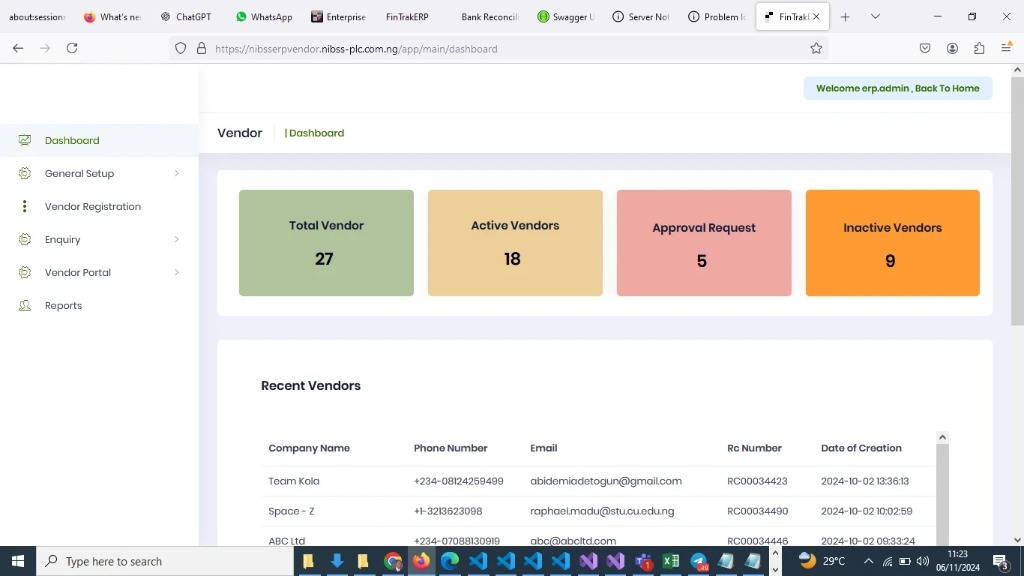 about:sessionr What's ne ChatGPT WhatsApp Enterprise FinTrakERP Bank Reconcili Swagger U Server Not Problem lo FinTrak
https://nibsserpvendor.nibss-plc.com.ng/app/main/dashboard
Welcome erp.admin , Back To Home
Vendor | Dashboard
Dashboard
General Setup
Vendor Registration
Enquiry
Vendor Portal
Reports
Total Vendor
27
Active Vendors
18
Approval Request
5
Inactive Vendors
9
Recent Vendors
Company Name Phone Number Email Rc Number Date of Creation
Team Kola +234-08124259499 abidemiadetogun@gmail.com RC00034423 2024-10-02 13:36:13
Space - Z +1-3213623098 raphael.madu@stu.cu.edu.ng RC00034490 2024-10-02 10:02:59
ABC Ltd +234-07088130919 abc@abcltd.com RC00034446 2024-10-02 09:33:24
Type here to search
29°C
11:23
06/11/2024
3